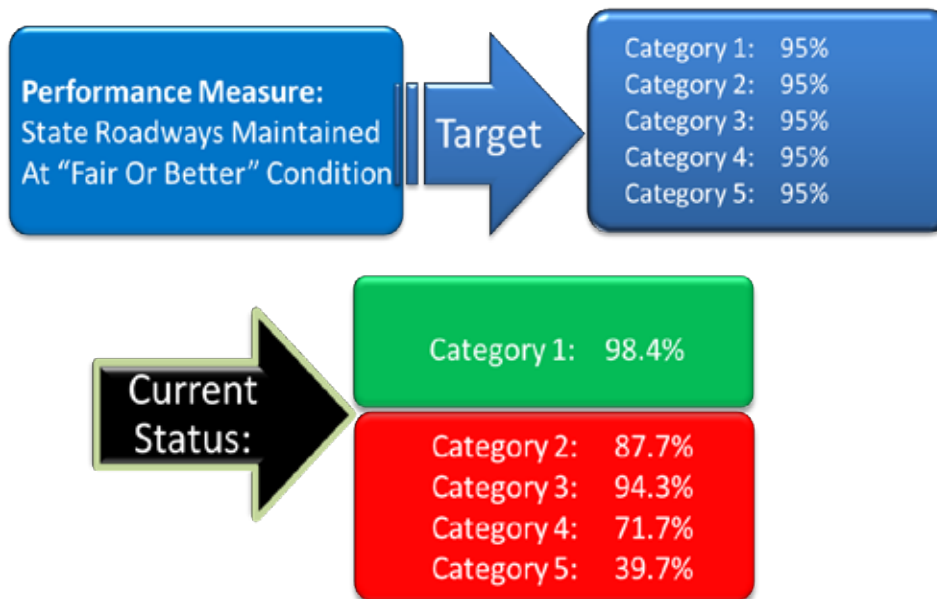 Performance Measure:
State Roadways Maintained
At “Fair Or Better” Condition
Target
Category 1: 95%
Category 2: 95%
Category 3: 95%
Category 4: 95%
Category 5: 95%
Current
Status:
Category 1: 98.4%
Category 2: 87.7%
Category 3: 94.3%
Category 4: 71.7%
Category 5: 39.7%